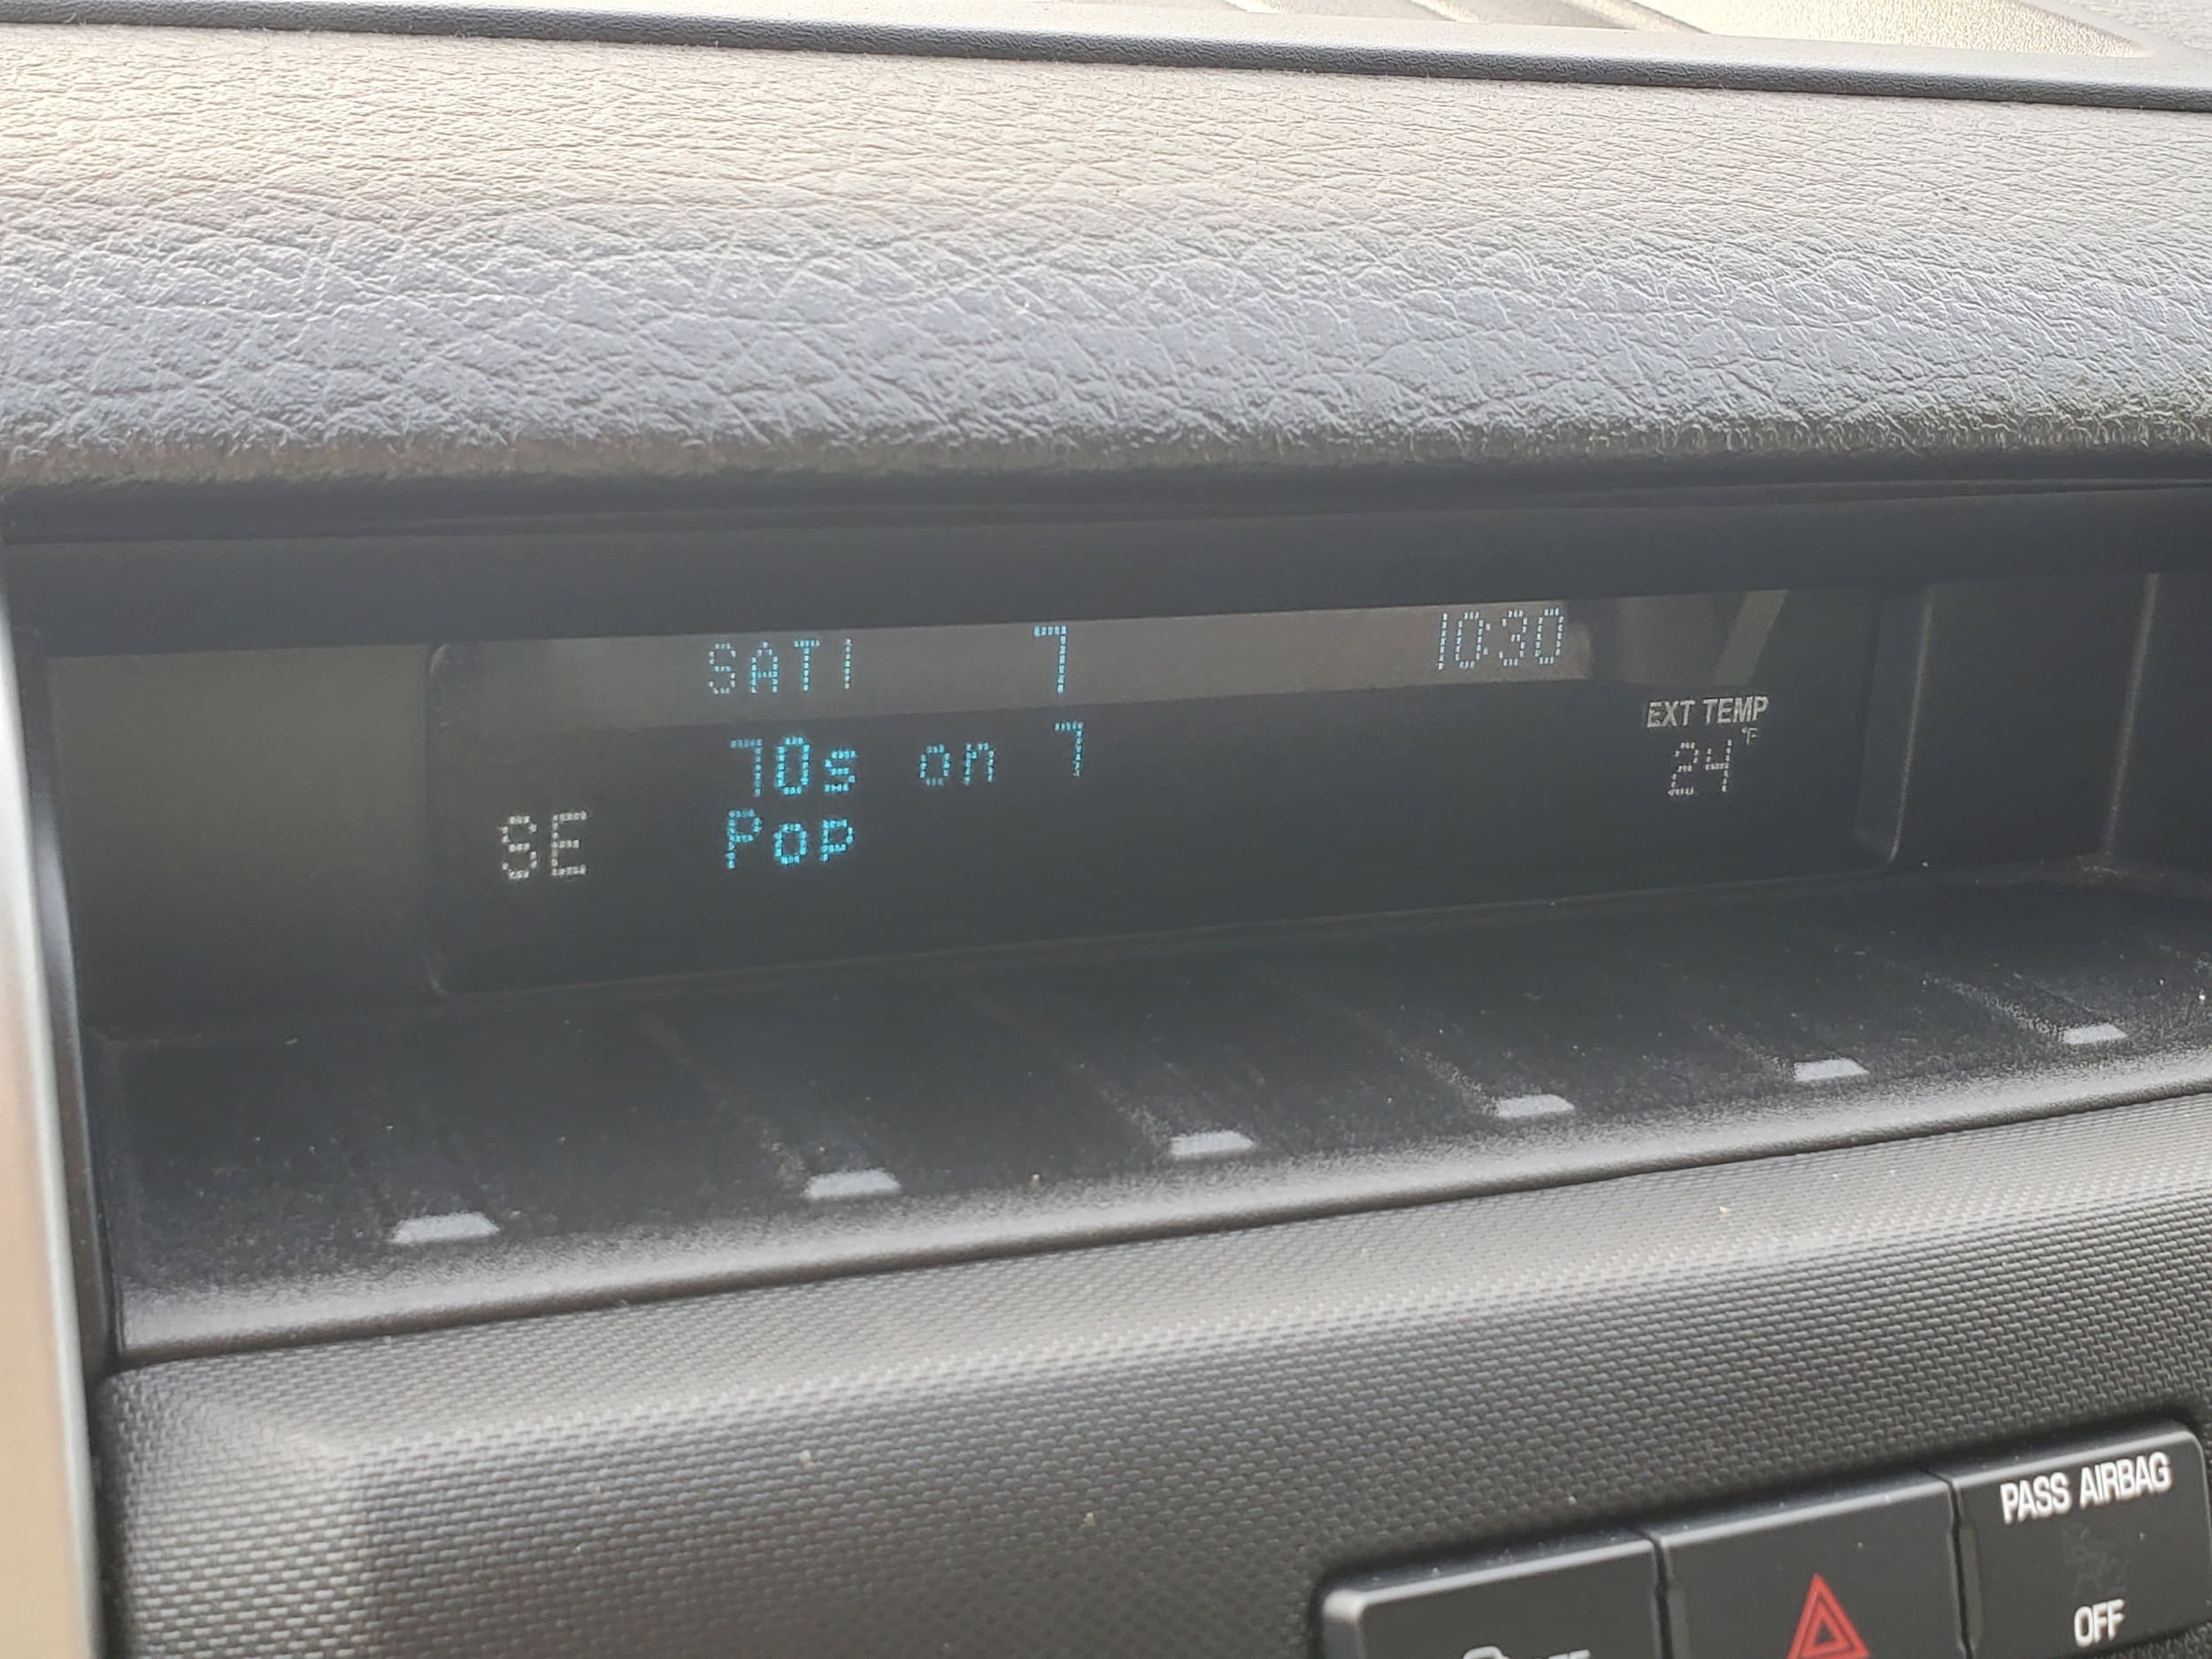 SAT1 7 10:30
EXT TEMP
70s on 7 24°F
SE Pop
PASS AIRBAG
OFF